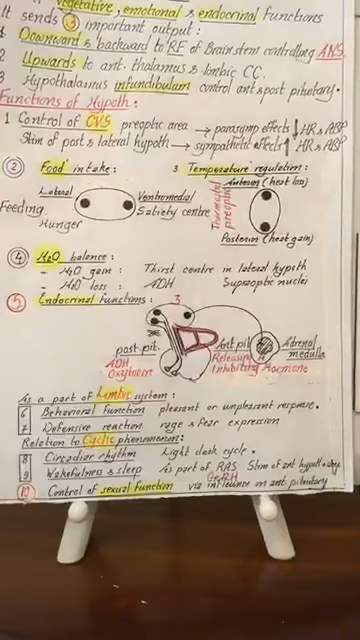 vegetative, emotional & endocrinal functions
It sends 3 important output:
1 Downward & backward to RF of Brainstem controlling ANS.
2 Upwards to ant. thalamus & limbic CC.
3 Hypothalamus infundibulum control ant & post pituitary.
Functions of Hypoth:
1 Control of CVS preoptic area → parasymp effects ↓ HR & ABP
Stim of post & lateral hypoth → sympathetic effects ↑ HR & ABP
2 Food intake:
Lateral
Feeding
Hunger
Ventromedial
Satiety centre
3 Temperature regulation:
Anterior (heat loss)
preoptic
Posterior (heat gain)
4 H2O balance:
- H2O gain: Thirst centre in lateral hypoth
- H2O loss: ADH Supraoptic nuclei
5 Endocrinal functions:
3
post pit.
ADH
Oxytocin
Ant pit
Releasing
Inhibiting Hormone
Adrenal
medulla
As a part of Limbic system:
6 Behavioral function pleasant or unpleasant response.
7 Defensive reaction rage & fear expression
Relation to Cyclic phenomenon:
8 Circadian rhythm Light dark cycle.
9 Wakefulness & sleep As part of RAS Stim of ant hypoth → sleep
GnRH
10 Control of sexual function via influence on ant pituitary